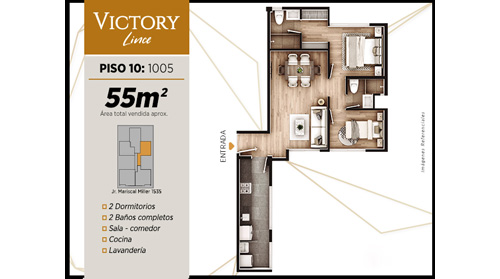 VICTORY
Lince
PISO 10: 1005
55m²
Área total vendida aprox.
Jr. Mariscal Miller 1535
2 Dormitorios
2 Baños completos
Sala - comedor
Cocina
Lavandería
ENTRADA
Imágenes Referenciales